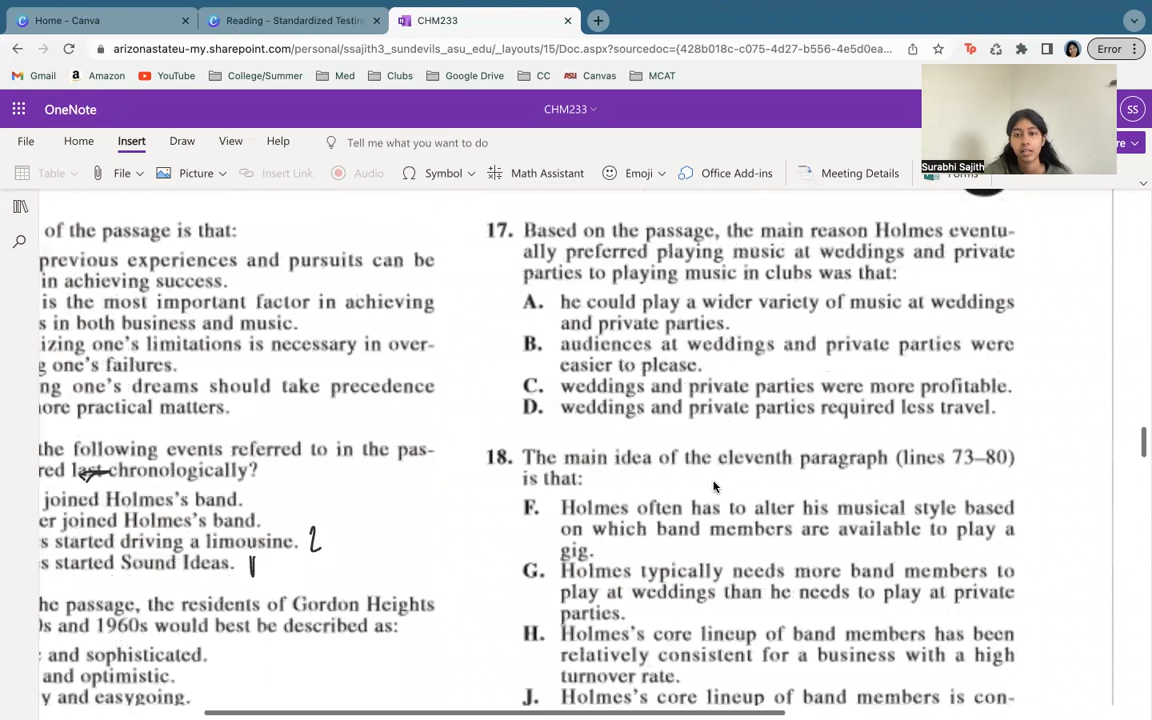 Home - Canva
Reading - Standardized Testing
CHM233
arizonastateu-my.sharepoint.com/personal/ssajith3_sundevils_asu_edu/_layouts/15/Doc.aspx?sourcedoc={428b018c-c075-4d27-b556-4e5d0ea...
Error
Gmail
Amazon
YouTube
College/Summer
Med
Clubs
Google Drive
CC
Canvas
MCAT
OneNote
CHM233
SS
File
Home
Insert
Draw
View
Help
Tell me what you want to do
Surabhi Sajith
Table
File
Picture
Insert Link
Audio
Symbol
Math Assistant
Emoji
Office Add-ins
Meeting Details
of the passage is that:
previous experiences and pursuits can be
in achieving success.
is the most important factor in achieving
s in both business and music.
izing one's limitations is necessary in over-
g one's failures.
ng one's dreams should take precedence
ore practical matters.
the following events referred to in the pas-
red last chronologically?
joined Holmes's band.
er joined Holmes's band.
s started driving a limousine. 2
s started Sound Ideas. 1
he passage, the residents of Gordon Heights
0s and 1960s would best be described as:
and sophisticated.
and optimistic.
y and easygoing.
17. Based on the passage, the main reason Holmes eventu-
ally preferred playing music at weddings and private
parties to playing music in clubs was that:
A. he could play a wider variety of music at weddings
and private parties.
B. audiences at weddings and private parties were
easier to please.
C. weddings and private parties were more profitable.
D. weddings and private parties required less travel.
18. The main idea of the eleventh paragraph (lines 73–80)
is that:
F. Holmes often has to alter his musical style based
on which band members are available to play a
gig.
G. Holmes typically needs more band members to
play at weddings than he needs to play at private
parties.
H. Holmes's core lineup of band members has been
relatively consistent for a business with a high
turnover rate.
J. Holmes's core lineup of band members is con-